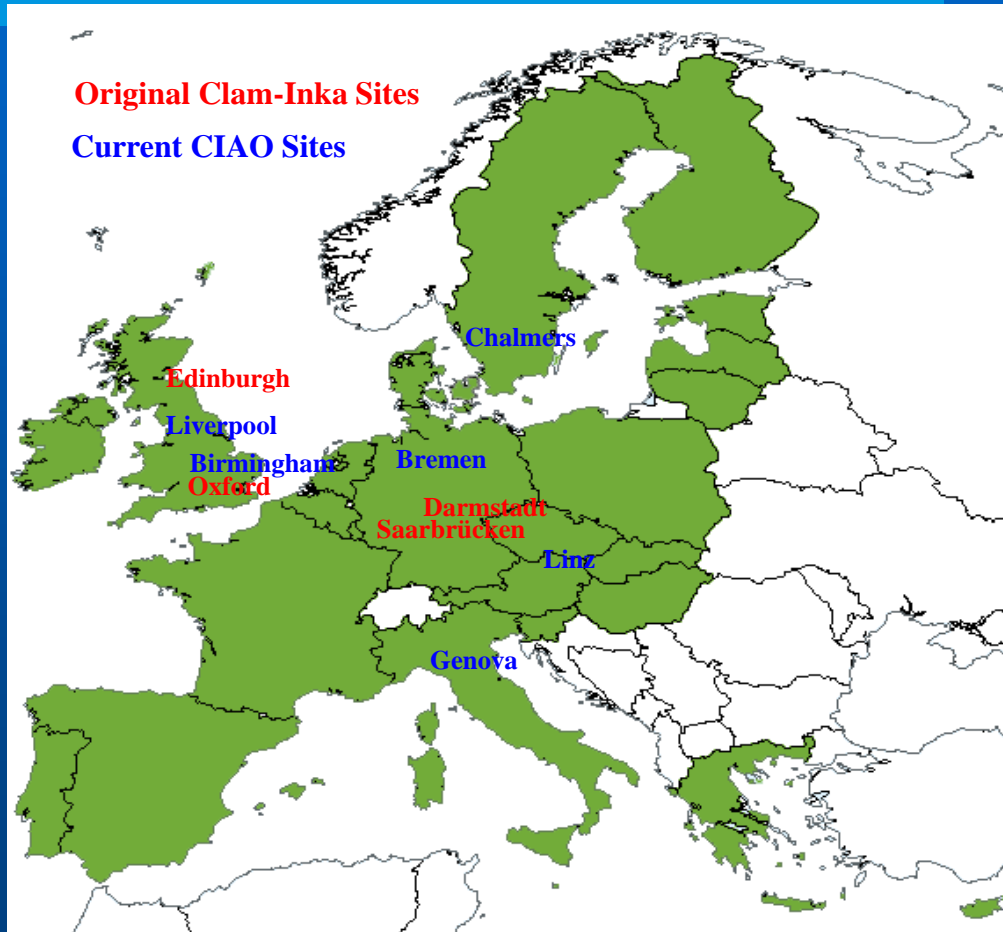 Original Clam-Inka Sites
Current CIAO Sites
Chalmers
Edinburgh
Liverpool
Birmingham
Bremen
Oxford
Darmstadt
Saarbrücken
Linz
Genova